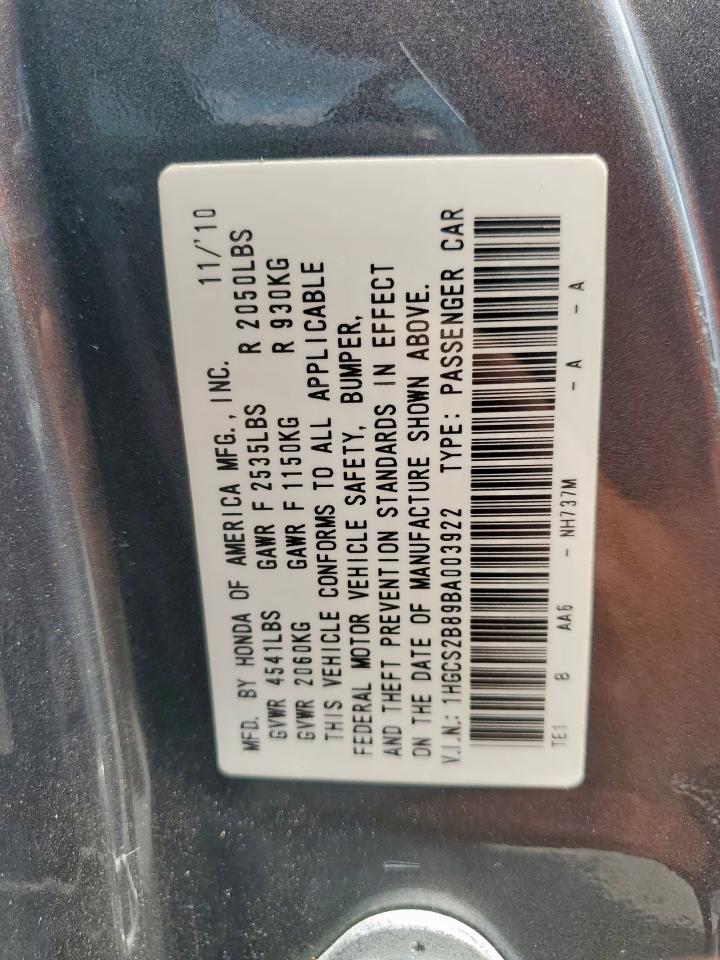 MFD. BY HONDA OF AMERICA MFG., INC. 11/'10
GVWR 4541LBS GAWR F 2535LBS R 2050LBS
GVWR 2060KG GAWR F 1150KG R 930KG
THIS VEHICLE CONFORMS TO ALL APPLICABLE
FEDERAL MOTOR VEHICLE SAFETY, BUMPER,
AND THEFT PREVENTION STANDARDS IN EFFECT
ON THE DATE OF MANUFACTURE SHOWN ABOVE.
V.I.N.: 1HGCS2B89BA003922 TYPE: PASSENGER CAR
TE1 B AA6 - NH737M - A - A